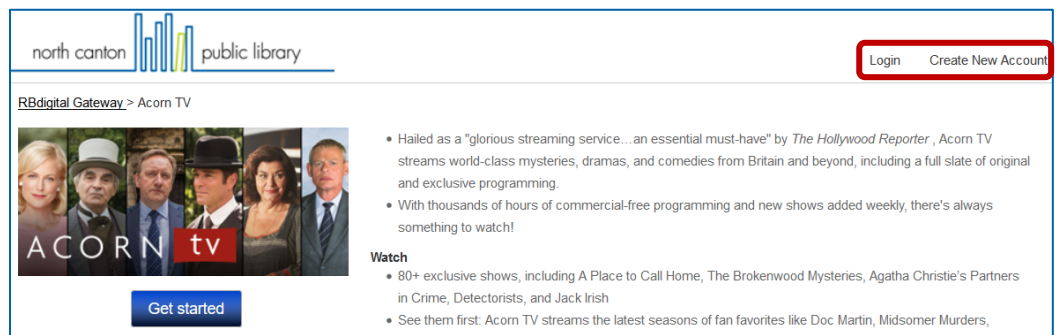 north canton public library
Login Create New Account
RBdigital Gateway > Acorn TV
• Hailed as a "glorious streaming service…an essential must-have" by The Hollywood Reporter , Acorn TV
streams world-class mysteries, dramas, and comedies from Britain and beyond, including a full slate of original
and exclusive programming.
• With thousands of hours of commercial-free programming and new shows added weekly, there's always
something to watch!
ACORN tv
Get started
Watch
• 80+ exclusive shows, including A Place to Call Home, The Brokenwood Mysteries, Agatha Christie's Partners
in Crime, Detectorists, and Jack Irish
• See them first: Acorn TV streams the latest seasons of fan favorites like Doc Martin, Midsomer Murders,